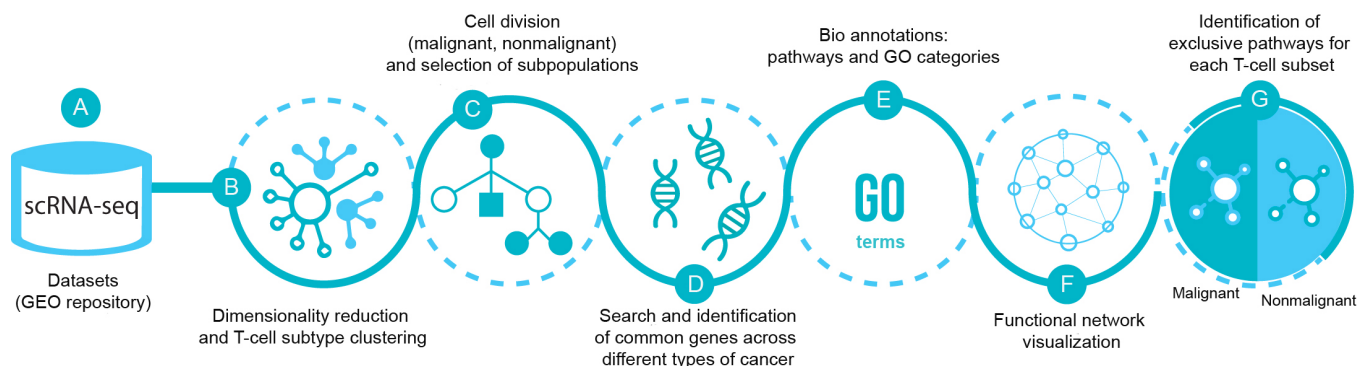 A
scRNA-seq
Datasets
(GEO repository)
B
Dimensionality reduction
and T-cell subtype clustering
Cell division
(malignant, nonmalignant)
and selection of subpopulations
C
D
Search and identification
of common genes across
different types of cancer
Bio annotations:
pathways and GO categories
E
GO
terms
F
Functional network
visualization
Identification of
exclusive pathways for
each T-cell subset
G
Malignant
Nonmalignant